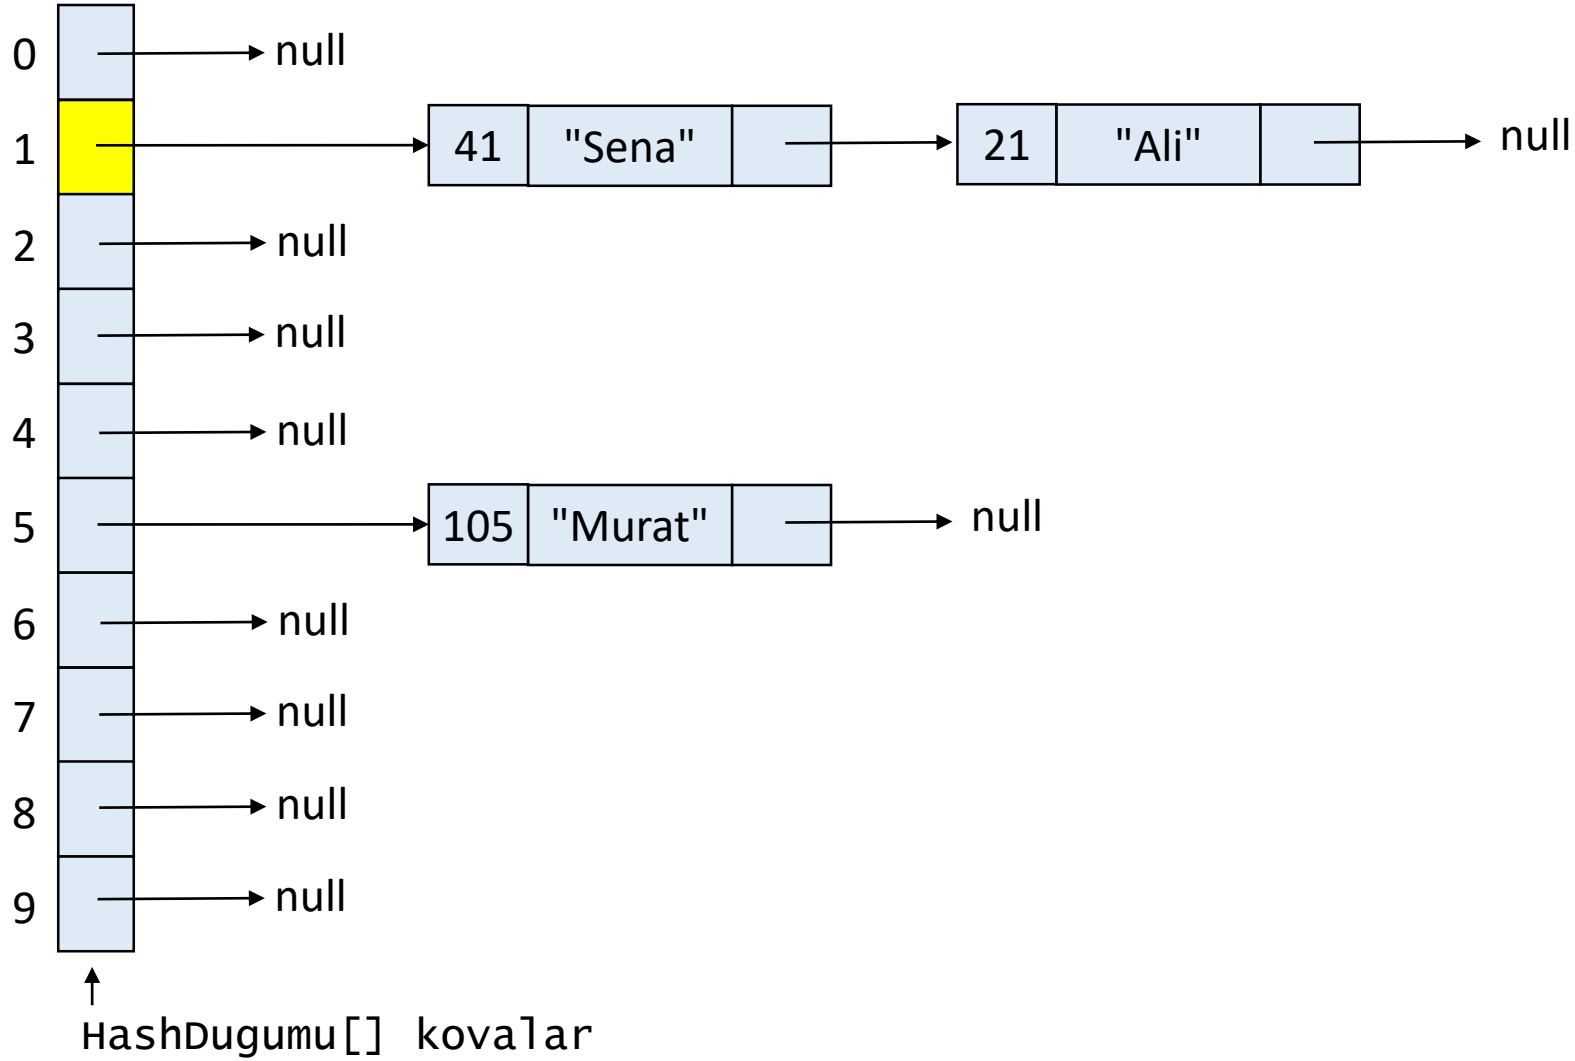 0 null
1 41 "Sena" 21 "Ali" null
2 null
3 null
4 null
5 105 "Murat" null
6 null
7 null
8 null
9 null
HashDugumu[] kovalar